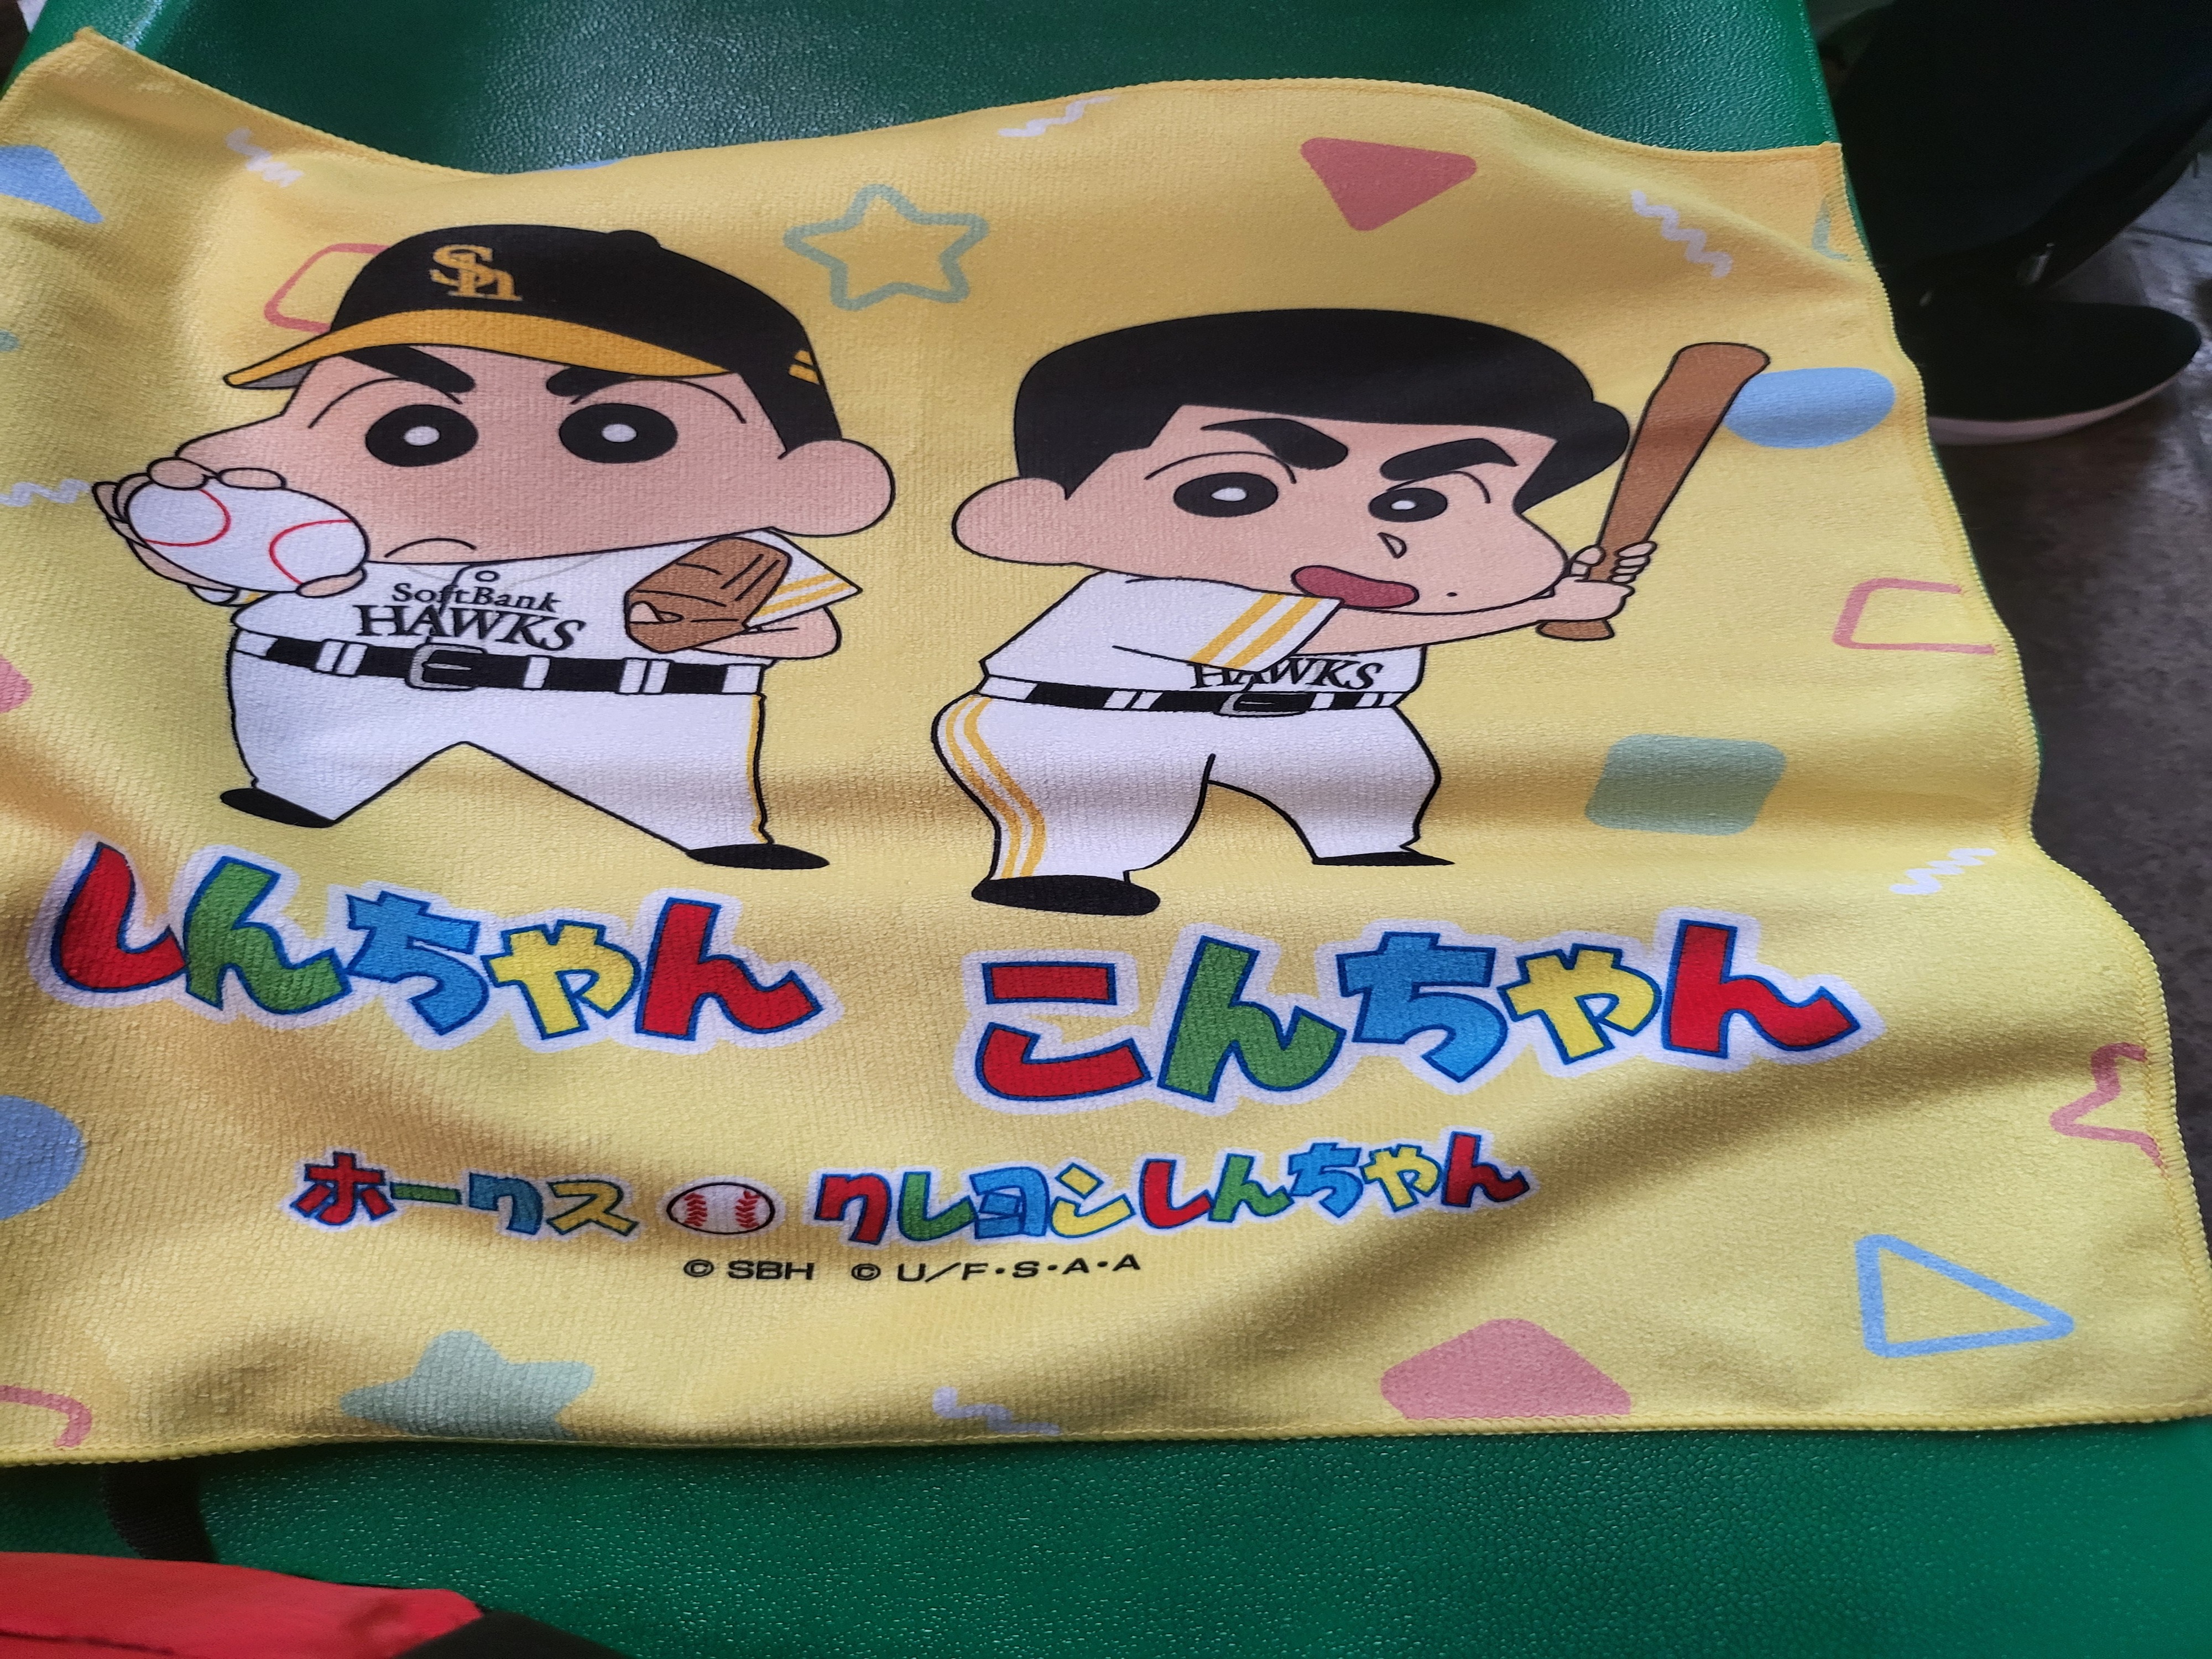 Sh
SoftBank
HAWKS
HAWKS
しんちゃん
こんちゃん
ホークス クレヨンしんちゃん
© SBH © U/F・S・A・A